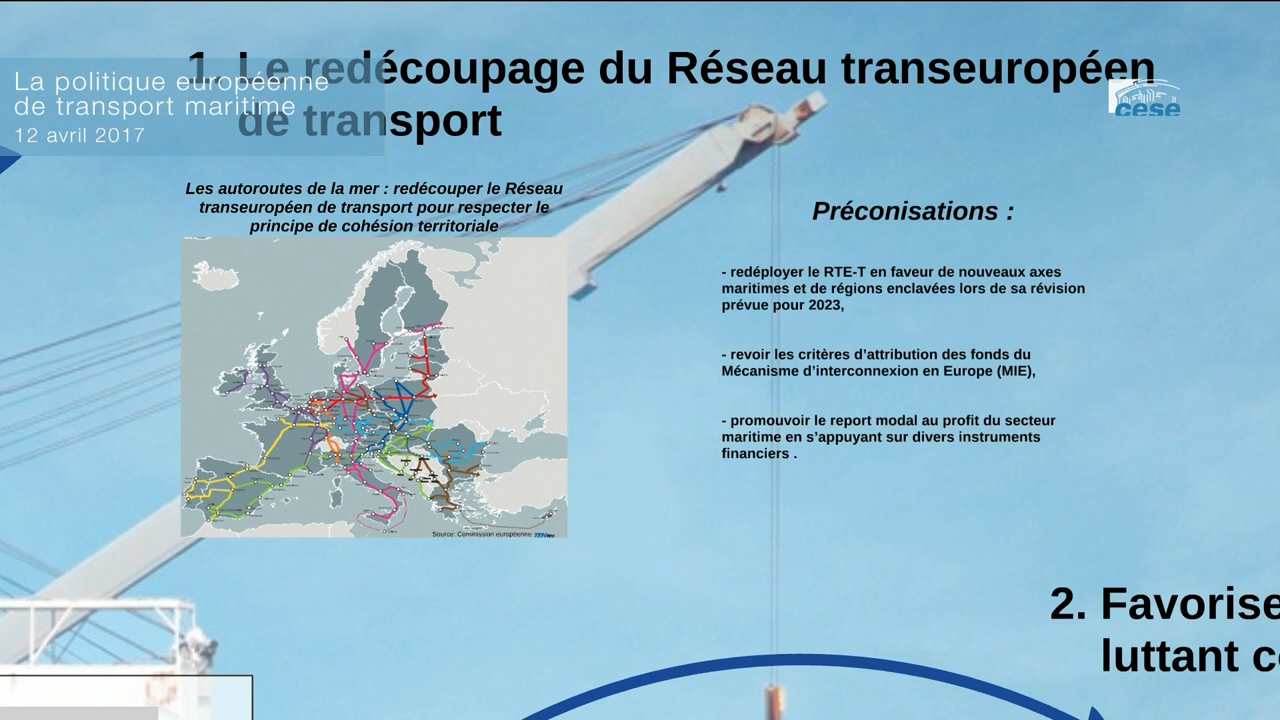 1. Le redécoupage du Réseau transeuropéen
de transport
La politique européenne
de transport maritime
12 avril 2017
cese
Les autoroutes de la mer : redécouper le Réseau
transeuropéen de transport pour respecter le
principe de cohésion territoriale
Source: Commission européenne TENtec
Préconisations :
- redéployer le RTE-T en faveur de nouveaux axes
maritimes et de régions enclavées lors de sa révision
prévue pour 2023,
- revoir les critères d’attribution des fonds du
Mécanisme d’interconnexion en Europe (MIE),
- promouvoir le report modal au profit du secteur
maritime en s’appuyant sur divers instruments
financiers .
2. Favorise
luttant c